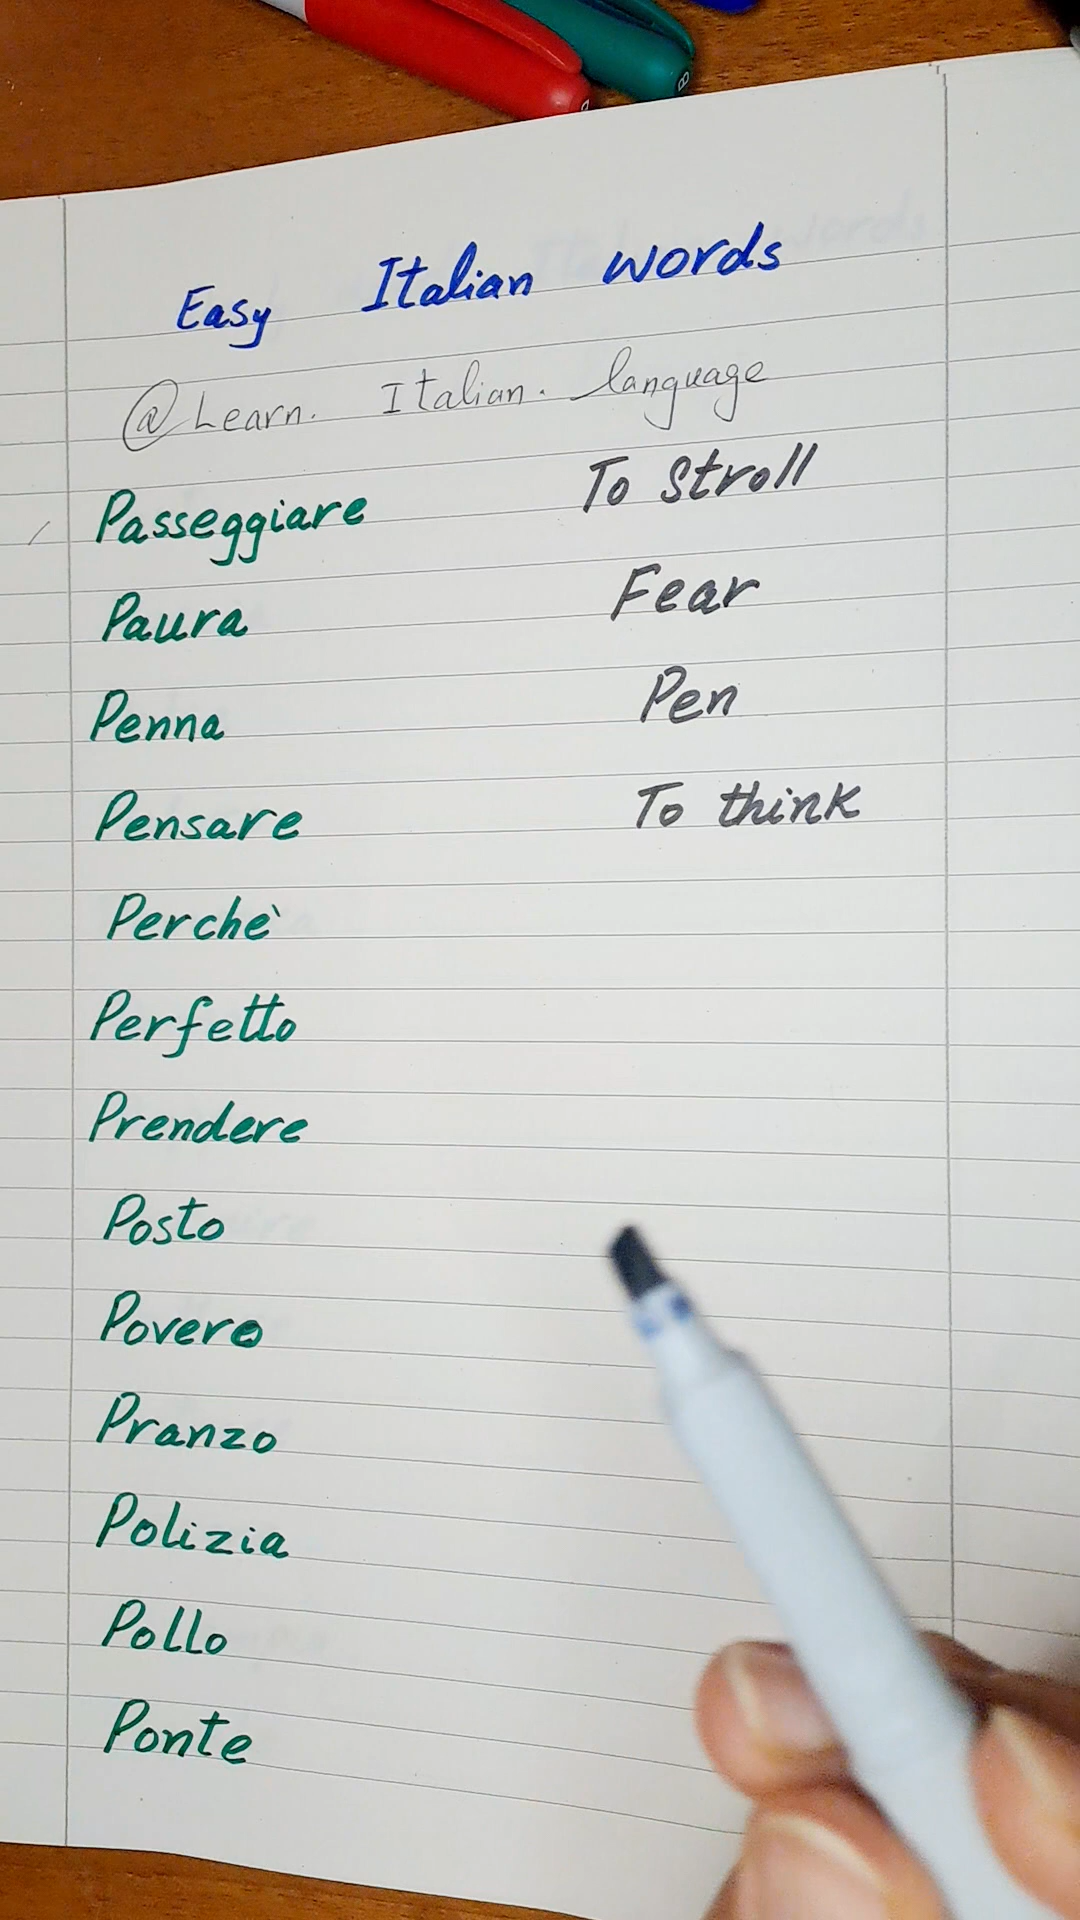 Easy Italian words
@Learn. Italian. language
Passeggiare To Stroll
Paura Fear
Penna Pen
Pensare To think
Perchè
Perfetto
Prendere
Posto
Povero
Pranzo
Polizia
Pollo
Ponte